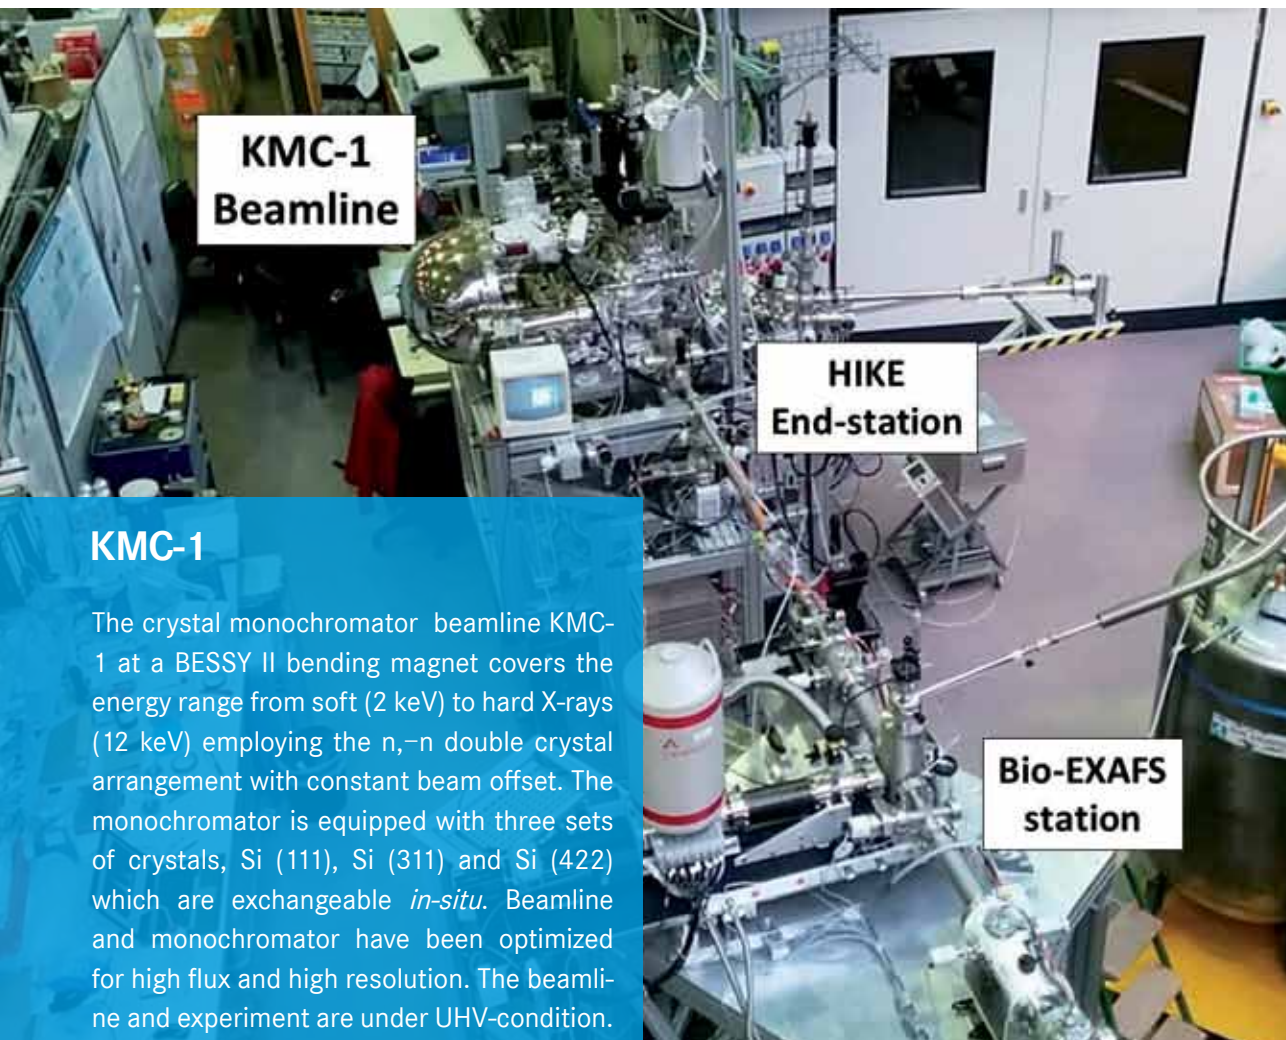 KMC-1
Beamline
HIKE
End-station
Bio-EXAFS
station
KMC-1
The crystal monochromator beamline KMC-
1 at a BESSY II bending magnet covers the
energy range from soft (2 keV) to hard X-rays
(12 keV) employing the n,–n double crystal
arrangement with constant beam offset. The
monochromator is equipped with three sets
of crystals, Si (111), Si (311) and Si (422)
which are exchangeable in-situ. Beamline
and monochromator have been optimized
for high flux and high resolution. The beamli-
ne and experiment are under UHV-condition.